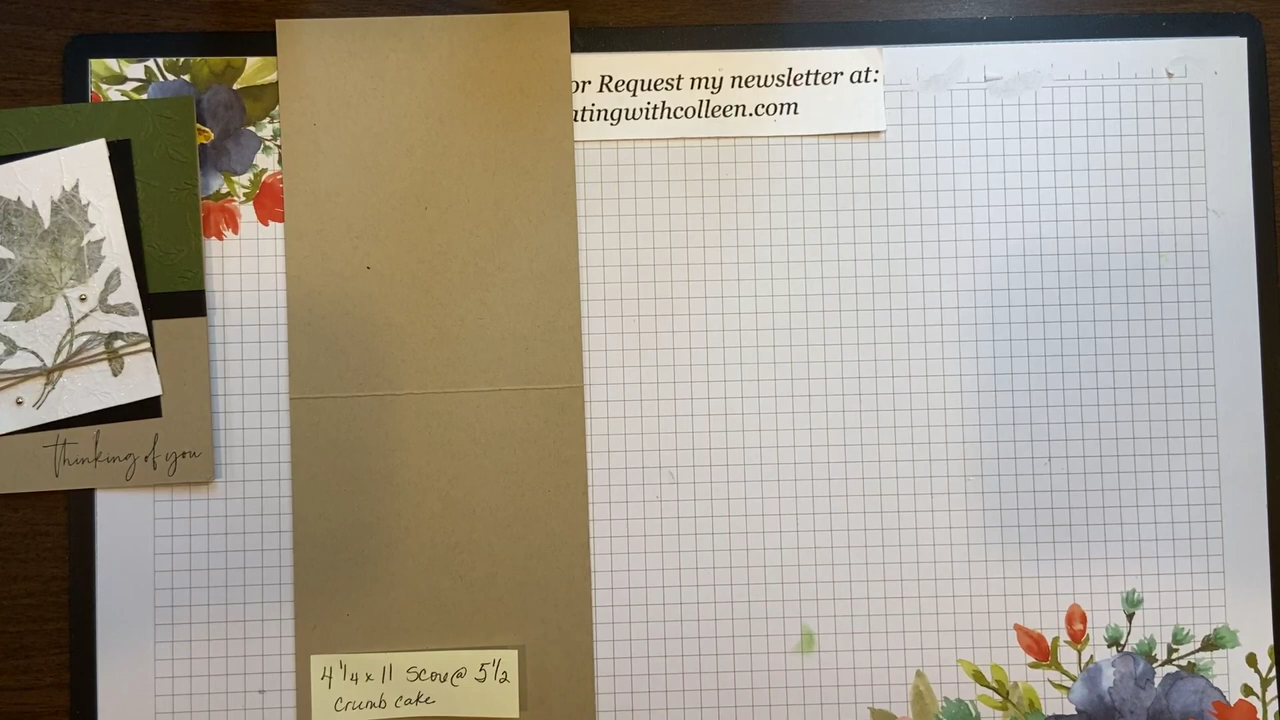 or Request my newsletter at:
atingwithcolleen.com
thinking of you
4 1/4 x 11 Score @ 5 1/2
crumb cake